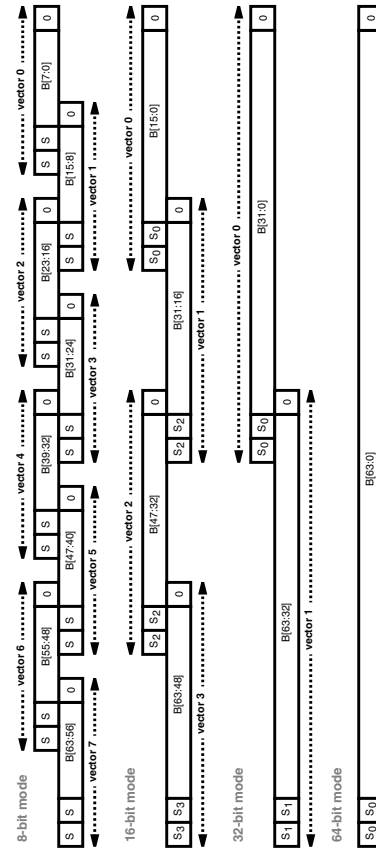 8-bit mode vector 6 vector 4 vector 2 vector 0
S S B[55:48] 0 S S B[39:32] 0 S S B[23:16] 0 S S B[7:0] 0
S S B[63:56] 0 S S B[47:40] 0 S S B[31:24] 0 S S B[15:8] 0
vector 7 vector 5 vector 3 vector 1
16-bit mode vector 2 vector 0
S2 S2 B[47:32] 0 S0 S0 B[15:0] 0
S3 S3 B[63:48] 0 S2 S2 B[31:16] 0
vector 3 vector 1
32-bit mode vector 0
S0 S0 B[31:0] 0
S1 S1 B[63:32] 0
vector 1
64-bit mode
S0 S0 B[63:0] 0